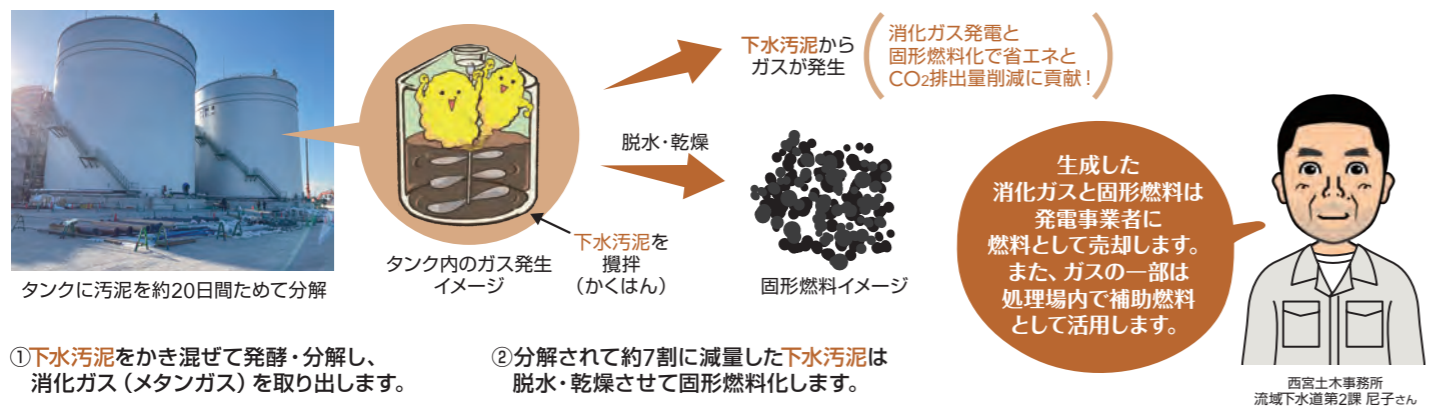 タンクに汚泥を約20日間ためて分解
タンク内のガス発生
イメージ
下水汚泥を
攪拌
(かくはん)
下水汚泥から
ガスが発生
消化ガス発電と
固形燃料化で省エネと
CO2排出量削減に貢献!
脱水・乾燥
固形燃料イメージ
生成した
消化ガスと固形燃料は
発電事業者に
燃料として売却します。
また、ガスの一部は
処理場内で補助燃料
として活用します。
西宮土木事務所
流域下水道第2課 尼子さん
①下水汚泥をかき混ぜて発酵・分解し、
消化ガス(メタンガス)を取り出します。
②分解されて約7割に減量した下水汚泥は
脱水・乾燥させて固形燃料化します。